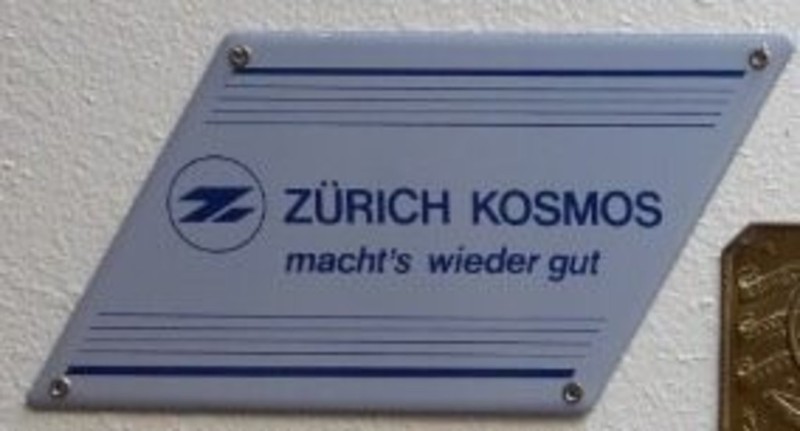 ZÜRICH KOSMOS
macht's wieder gut